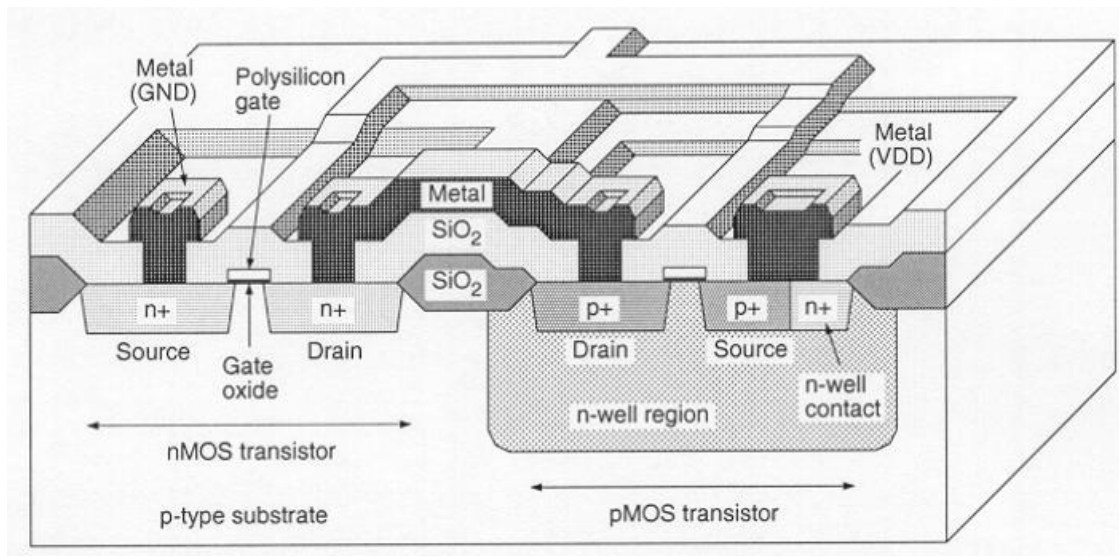 Metal
(GND)
Polysilicon
gate
Metal
(VDD)
Metal
SiO2
SiO2
n+
n+
p+
p+
n+
Source
Gate
oxide
Drain
Drain
Source
n-well
contact
n-well region
nMOS transistor
p-type substrate
pMOS transistor